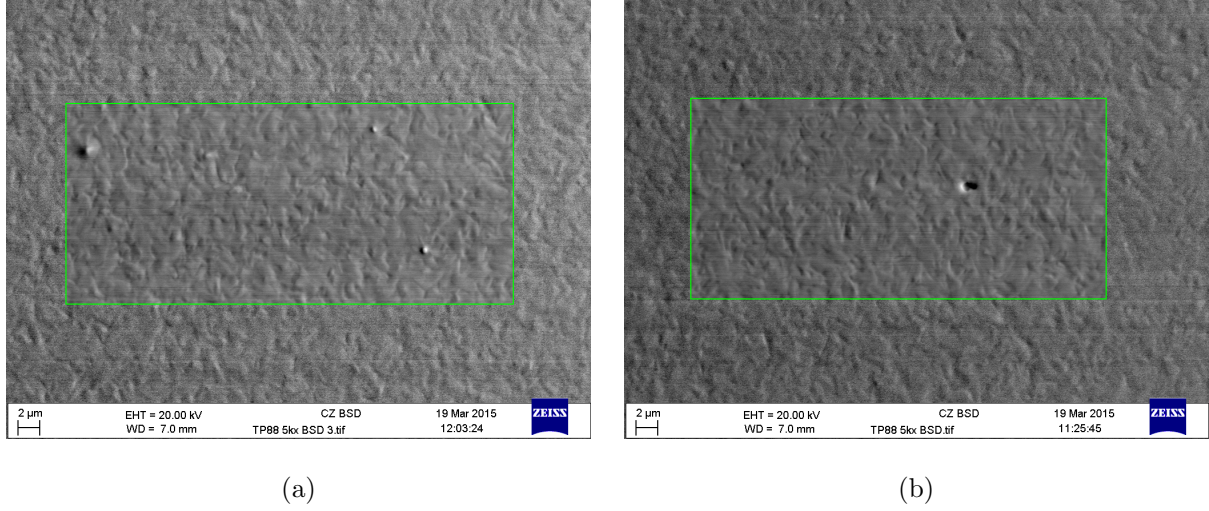 2 µm
EHT = 20.00 kV
CZ BSD
19 Mar 2015
WD = 7.0 mm
TP88 5kx BSD 3.tif
12:03:24
ZEISS
(a)
2 µm
EHT = 20.00 kV
CZ BSD
19 Mar 2015
WD = 7.0 mm
TP88 5kx BSD.tif
11:25:45
ZEISS
(b)